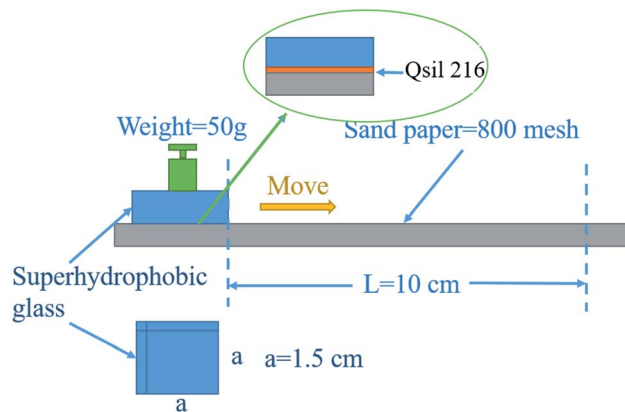 Qsil 216
Weight=50g
Sand paper=800 mesh
Move
Superhydrophobic
glass
L=10 cm
a a=1.5 cm
a